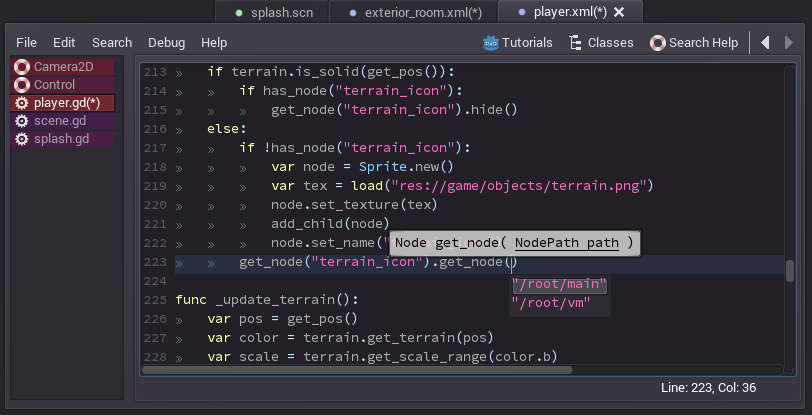 splash.scn exterior_room.xml(*) player.xml(*)
File Edit Search Debug Help Tutorials Classes Search Help
Camera2D
Control
player.gd(*)
scene.gd
splash.gd
213 » if terrain.is_solid(get_pos()):
214 » » if has_node("terrain_icon"):
215 » » » get_node("terrain_icon").hide()
216 » else:
217 » » if !has_node("terrain_icon"):
218 » » » var node = Sprite.new()
219 » » » var tex = load("res://game/objects/terrain.png")
220 » » » node.set_texture(tex)
221 » » » add_child(node)
222 » » » node.set_name("
Node get_node( NodePath path )
223 » » get_node("terrain_icon").get_node()
"/root/main"
"/root/vm"
224
225 func _update_terrain():
226 » var pos = get_pos()
227 » var color = terrain.get_terrain(pos)
228 » var scale = terrain.get_scale_range(color.b)
Line: 223, Col: 36